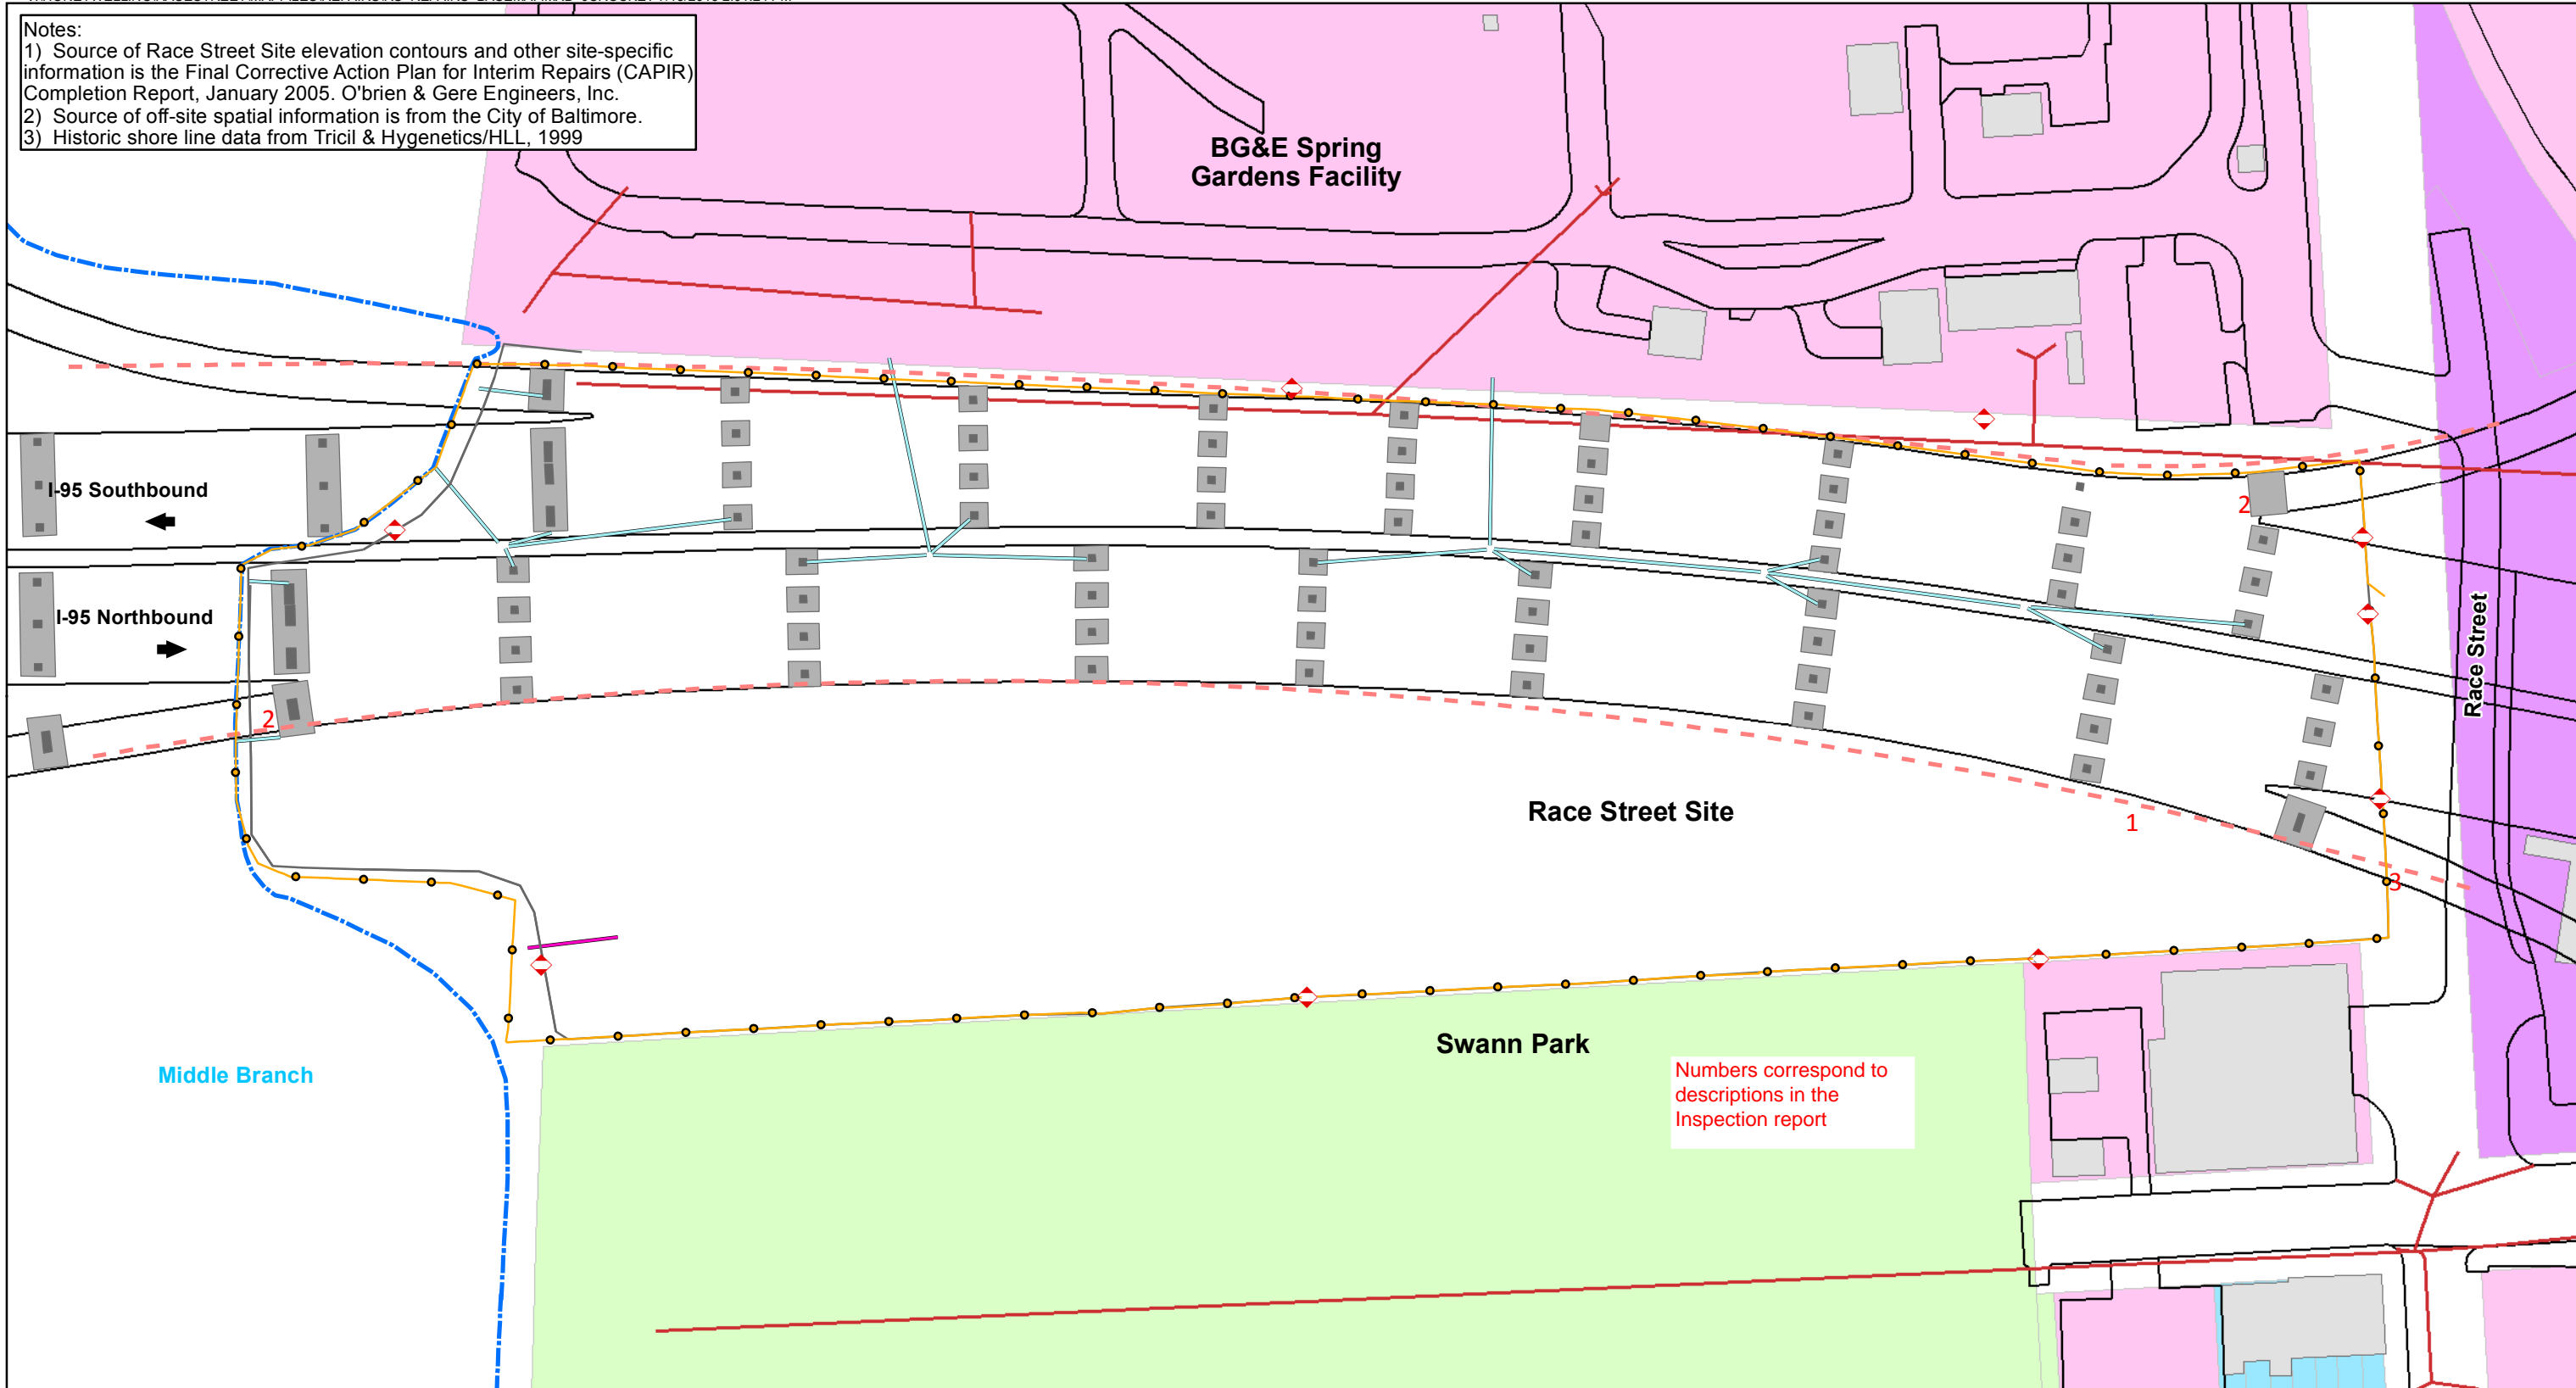 Notes:
1) Source of Race Street Site elevation contours and other site-specific
information is the Final Corrective Action Plan for Interim Repairs (CAPIR)
Completion Report, January 2005. O'brien & Gere Engineers, Inc.
2) Source of off-site spatial information is from the City of Baltimore.
3) Historic shore line data from Tricil & Hygenetics/HLL, 1999
BG&E Spring
Gardens Facility
I-95 Southbound
2
I-95 Northbound
Race Street
2
Race Street Site
1
3
Swann Park
Middle Branch
Numbers correspond to
descriptions in the
Inspection report